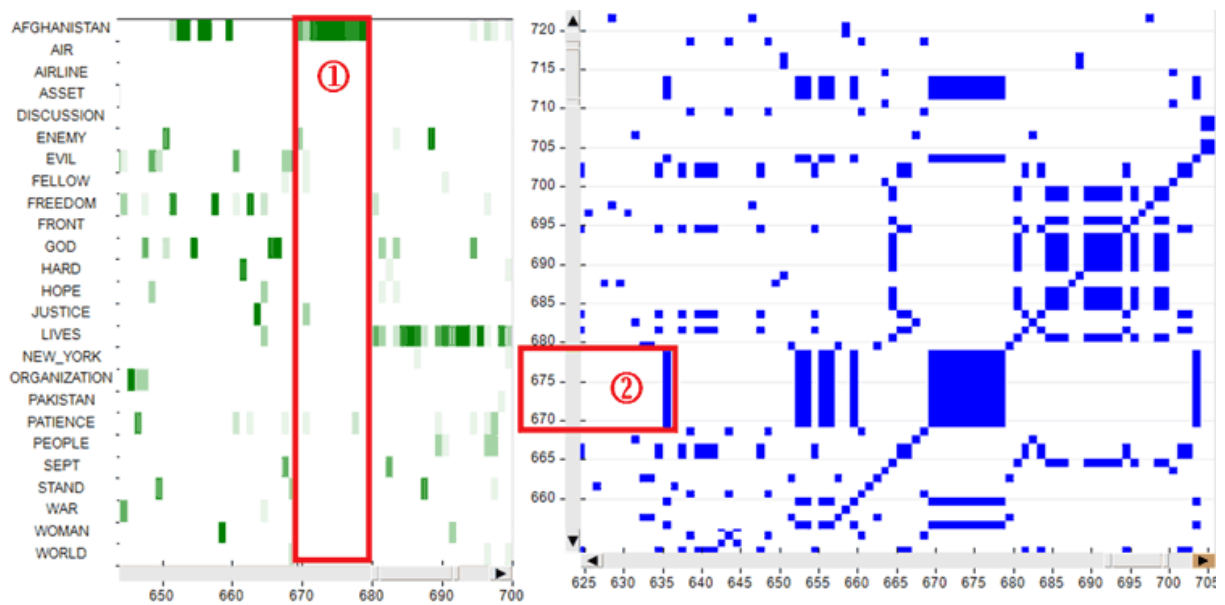 AFGHANISTAN
AIR
AIRLINE
ASSET
DISCUSSION
ENEMY
EVIL
FELLOW
FREEDOM
FRONT
GOD
HARD
HOPE
JUSTICE
LIVES
NEW_YORK
ORGANIZATION
PAKISTAN
PATIENCE
PEOPLE
SEPT
STAND
WAR
WOMAN
WORLD
①
660 680
640 660 670 680 690 700
720
715
710
705
700
695
690
685
680
675
670
665
660
②
625 630 635 640 645 650 655 660 665 670 675 680 685 690 695 700 705